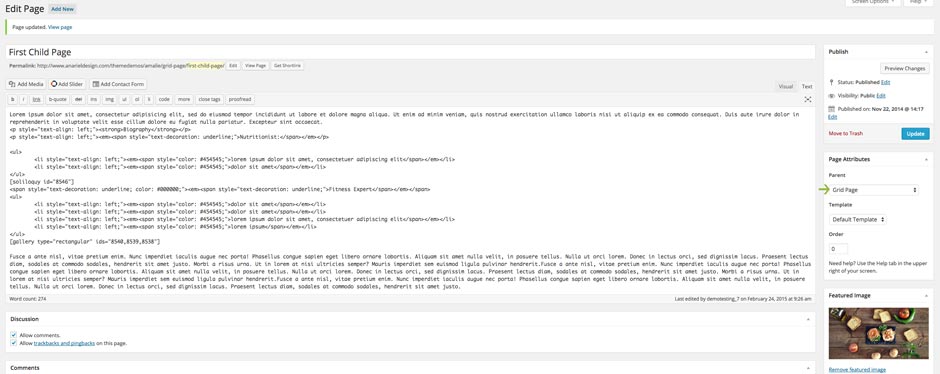 Edit Page Add New
Screen Options Help
Page updated. View page
First Child Page
Permalink: http://www.anarieldesign.com/themedemos/amalie/grid-page/first-child-page/ Edit View Page Get Shortlink
Add Media Add Slider Add Contact Form
Visual Text
b i link b-quote del ins img ul ol li code more close tags proofread
Lorem ipsum dolor sit amet, consectetur adipisicing elit, sed do eiusmod tempor incididunt ut labore et dolore magna aliqua. Ut enim ad minim veniam, quis nostrud exercitation ullamco laboris nisi ut aliquip ex ea commodo consequat. Duis aute irure dolor in
reprehenderit in voluptate velit esse cillum dolore eu fugiat nulla pariatur. Excepteur sint occaecat.
<p style="text-align: left;"><strong>Biography</strong></p>
<p style="text-align: left;"><em><span style="text-decoration: underline;">Nutritionist:</span></em></p>
<ul>
<li style="text-align: left;"><em><span style="color: #454545;">lorem ipsum dolor sit amet, consectetuer adipiscing elit</span></em></li>
<li style="text-align: left;"><em><span style="color: #454545;">dolor sit amet</span></em></li>
</ul>
[soliloquy id="8546"]
<span style="text-decoration: underline; color: #000000;"><em><span style="text-decoration: underline;">Fitness Expert</span></em></span>
<ul>
<li style="text-align: left;"><em><span style="color: #454545;">dolor sit amet</span></em></li>
<li style="text-align: left;"><em><span style="color: #454545;">dolor sit amet</span></em></li>
<li style="text-align: left;"><em><span style="color: #454545;">lorem ipsum dolor sit amet, consectetuer adipiscing elit</span></em></li>
<li style="text-align: left;"><em><span style="color: #454545;">lorem ipsum</span></em></li>
</ul>
[gallery type="rectangular" ids="8540,8539,8538"]
Fusce a ante nisl, vitae pretium enim. Nunc imperdiet iaculis augue nec porta! Phasellus congue sapien eget libero ornare lobortis. Aliquam sit amet nulla velit, in posuere tellus. Nulla ut lorem. Donec in lectus orci, sed dignissim lacus. Praesent lectus
diam, sodales at commodo sodales, hendrerit sit amet justo. Morbi a risus urna. Ut in lorem at nisl ultricies semper? Mauris imperdiet sem euismod ligula pulvinar hendrerit.Fusce a ante nisl, vitae pretium enim. Nunc imperdiet iaculis augue nec porta! Phasellus
congue sapien eget libero ornare lobortis. Aliquam sit amet nulla velit, in posuere tellus. Nulla ut lorem. Donec in lectus orci, sed dignissim lacus. Praesent lectus diam, sodales at commodo sodales, hendrerit sit amet justo. Morbi a risus urna. Ut in
lorem at nisl ultricies semper? Mauris imperdiet sem euismod ligula pulvinar hendrerit. Nunc imperdiet iaculis augue nec porta! Phasellus congue sapien eget libero ornare lobortis. Aliquam sit amet nulla velit, in posuere
tellus. Nulla ut lorem. Donec in lectus orci, sed dignissim lacus. Praesent lectus diam, sodales at commodo sodales, hendrerit sit amet justo.
Word count: 274 Last edited by demotesting_7 on February 24, 2015 at 9:26 am
Discussion
Allow comments.
Allow trackbacks and pingbacks on this page.
Comments
Publish
Preview Changes
Status: Published Edit
Visibility: Public Edit
Published on: Nov 22, 2014 @ 14:17
Edit
Move to Trash Update
Page Attributes
Parent
Grid Page
Template
Default Template
Order
0
Need help? Use the Help tab in the upper
right of your screen.
Featured Image
Remove featured image